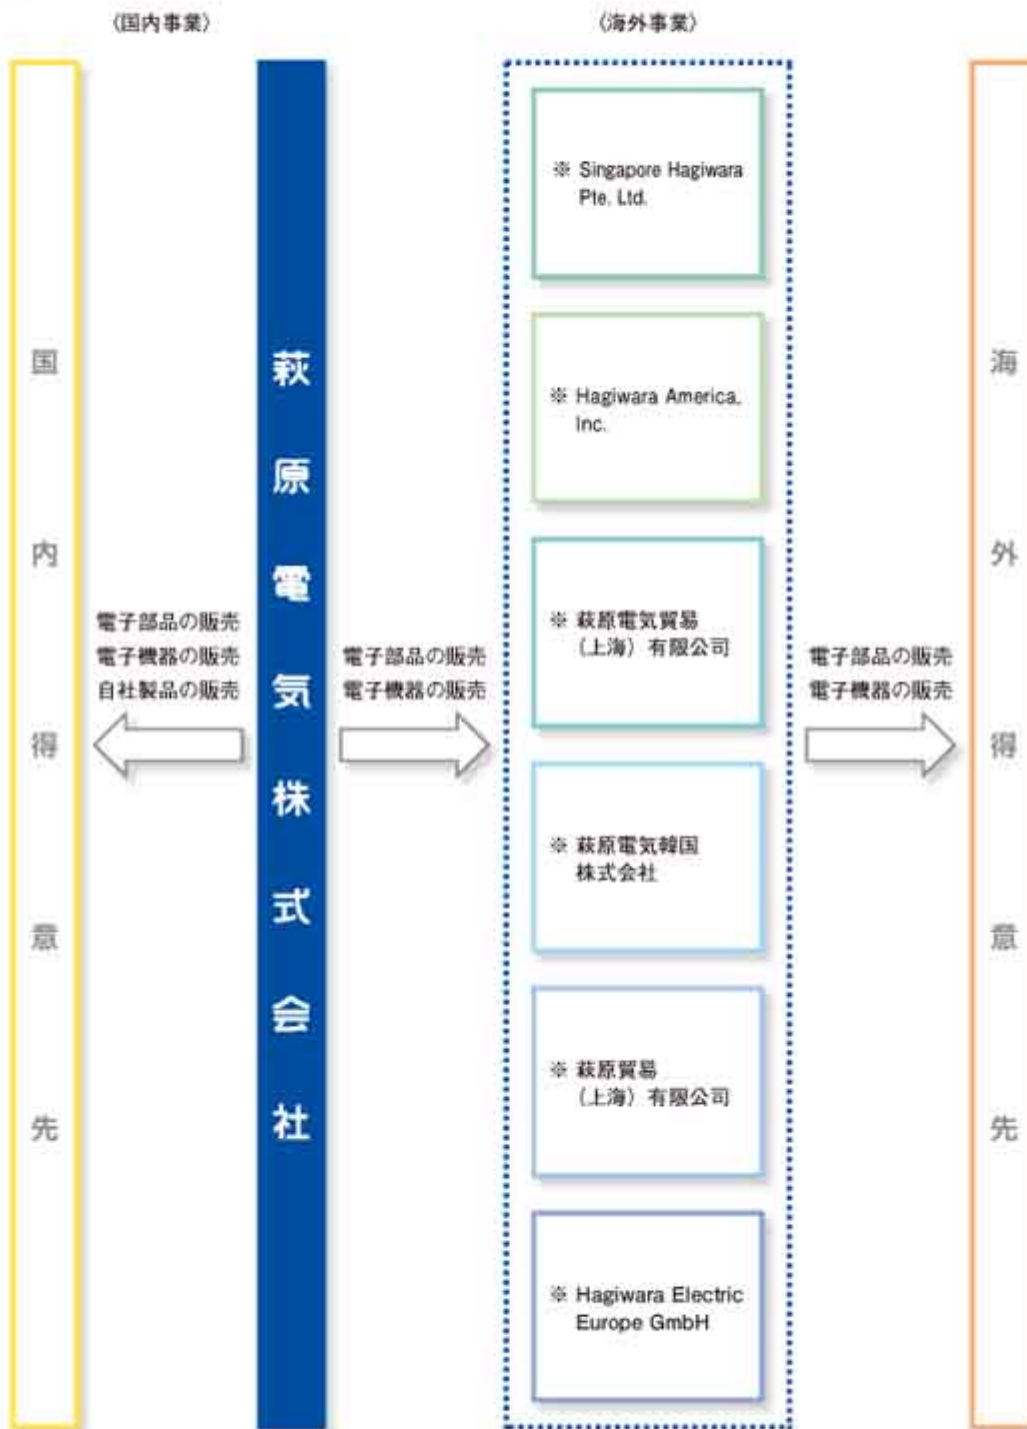 〈国内事業〉
〈海外事業〉
国内得意先
電子部品の販売
電子機器の販売
自社製品の販売
萩原電気株式会社
電子部品の販売
電子機器の販売
※ Singapore Hagiwara
Pte. Ltd.
※ Hagiwara America,
Inc.
※ 萩原電気貿易
（上海）有限公司
※ 萩原電気韓国
株式会社
※ 萩原貿易
（上海）有限公司
※ Hagiwara Electric
Europe GmbH
電子部品の販売
電子機器の販売
海外得意先